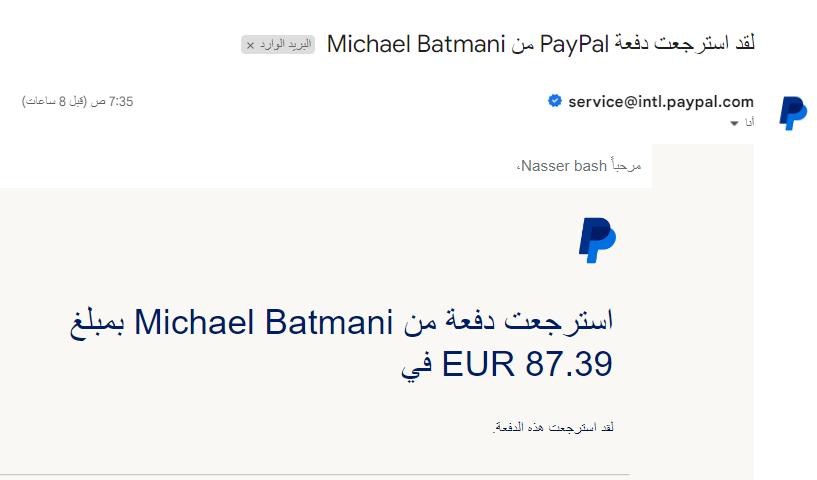 لقد استرجعت دفعة PayPal من Michael Batmani
البريد الوارد ×
service@intl.paypal.com
7:35 ص (قبل 8 ساعات)
أنا
مرحباً Nasser bash،
استرجعت دفعة من Michael Batmani بمبلغ
87.39 EUR في
لقد استرجعت هذه الدفعة.